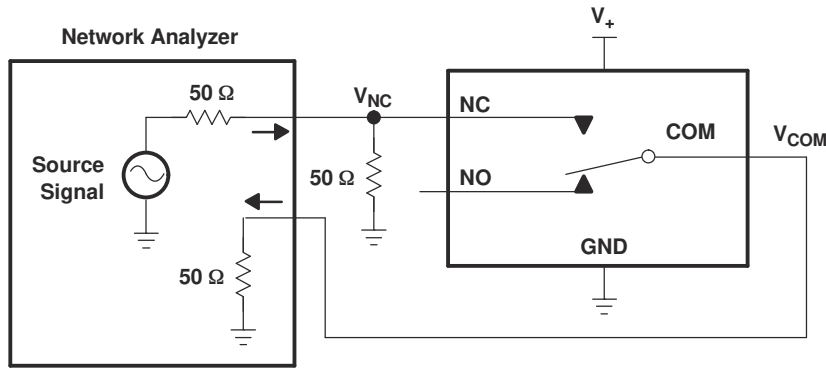 V+
Network Analyzer
50 Ω
VNC
NC
COM
VCOM
Source
Signal
50 Ω
NO
50 Ω
GND